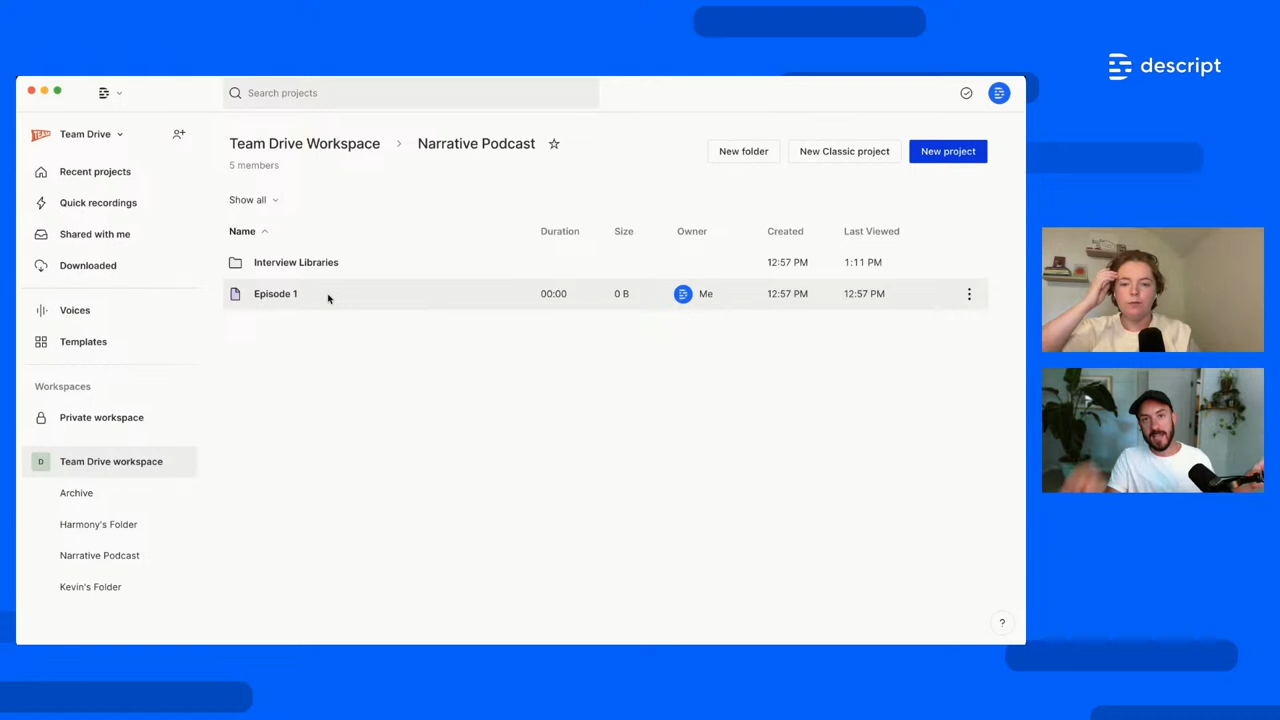 descript
Search projects
TEAM Team Drive
Team Drive Workspace > Narrative Podcast
5 members
New folder
New Classic project
New project
Recent projects
Quick recordings
Shared with me
Downloaded
Voices
Templates
Workspaces
Private workspace
D Team Drive workspace
Archive
Harmony's Folder
Narrative Podcast
Kevin's Folder
Show all
Name Duration Size Owner Created Last Viewed
Interview Libraries 12:57 PM 1:11 PM
Episode 1 00:00 0 B Me 12:57 PM 12:57 PM
?